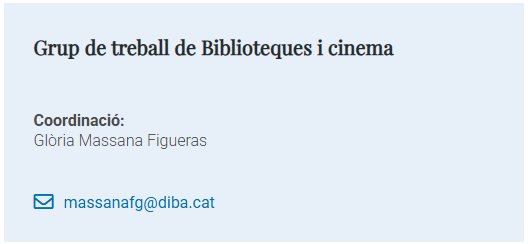 Grup de treball de Biblioteques i cinema
Coordinació:
Glòria Massana Figueras
massanafg@diba.cat